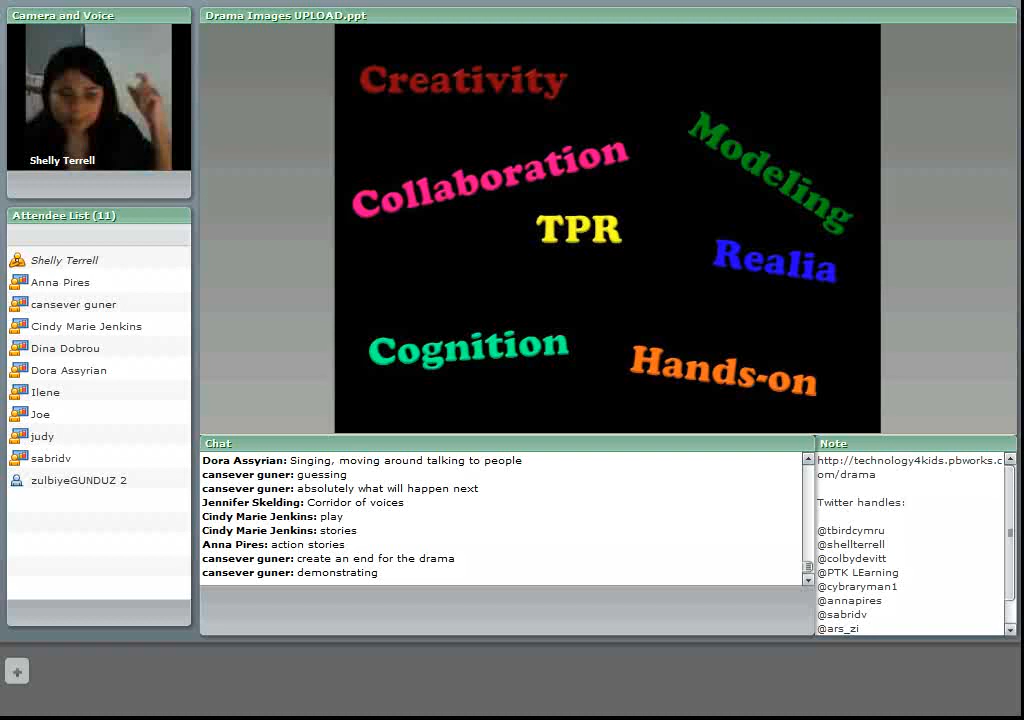 Camera and Voice
Shelly Terrell
Attendee List (11)
Shelly Terrell
Anna Pires
cansever guner
Cindy Marie Jenkins
Dina Dobrou
Dora Assyrian
Ilene
Joe
judy
sabridv
zulbiyeGUNDUZ 2
Drama Images UPLOAD.ppt
Creativity
Modeling
Collaboration
TPR
Realia
Cognition
Hands-on
Chat
Dora Assyrian: Singing, moving around talking to people
cansever guner: guessing
cansever guner: absolutely what will happen next
Jennifer Skelding: Corridor of voices
Cindy Marie Jenkins: play
Cindy Marie Jenkins: stories
Anna Pires: action stories
cansever guner: create an end for the drama
cansever guner: demonstrating
Note
http://technology4kids.pbworks.c
om/drama
Twitter handles:
@tbirdcymru
@shellterrell
@colbydevitt
@PTK LEarning
@cybraryman1
@annapires
@sabridv
@ars_zi